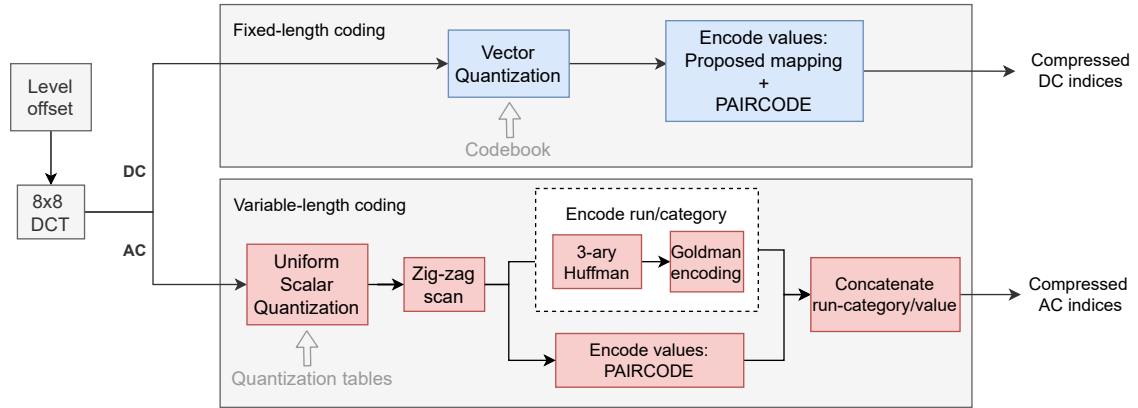 Level
offset
8x8
DCT
DC
AC
Fixed-length coding
Vector
Quantization
Codebook
Encode values:
Proposed mapping
+
PAIRCODE
Compressed
DC indices
Variable-length coding
Uniform
Scalar
Quantization
Quantization tables
Zig-zag
scan
Encode run/category
3-ary
Huffman
Goldman
encoding
Encode values:
PAIRCODE
Concatenate
run-category/value
Compressed
AC indices